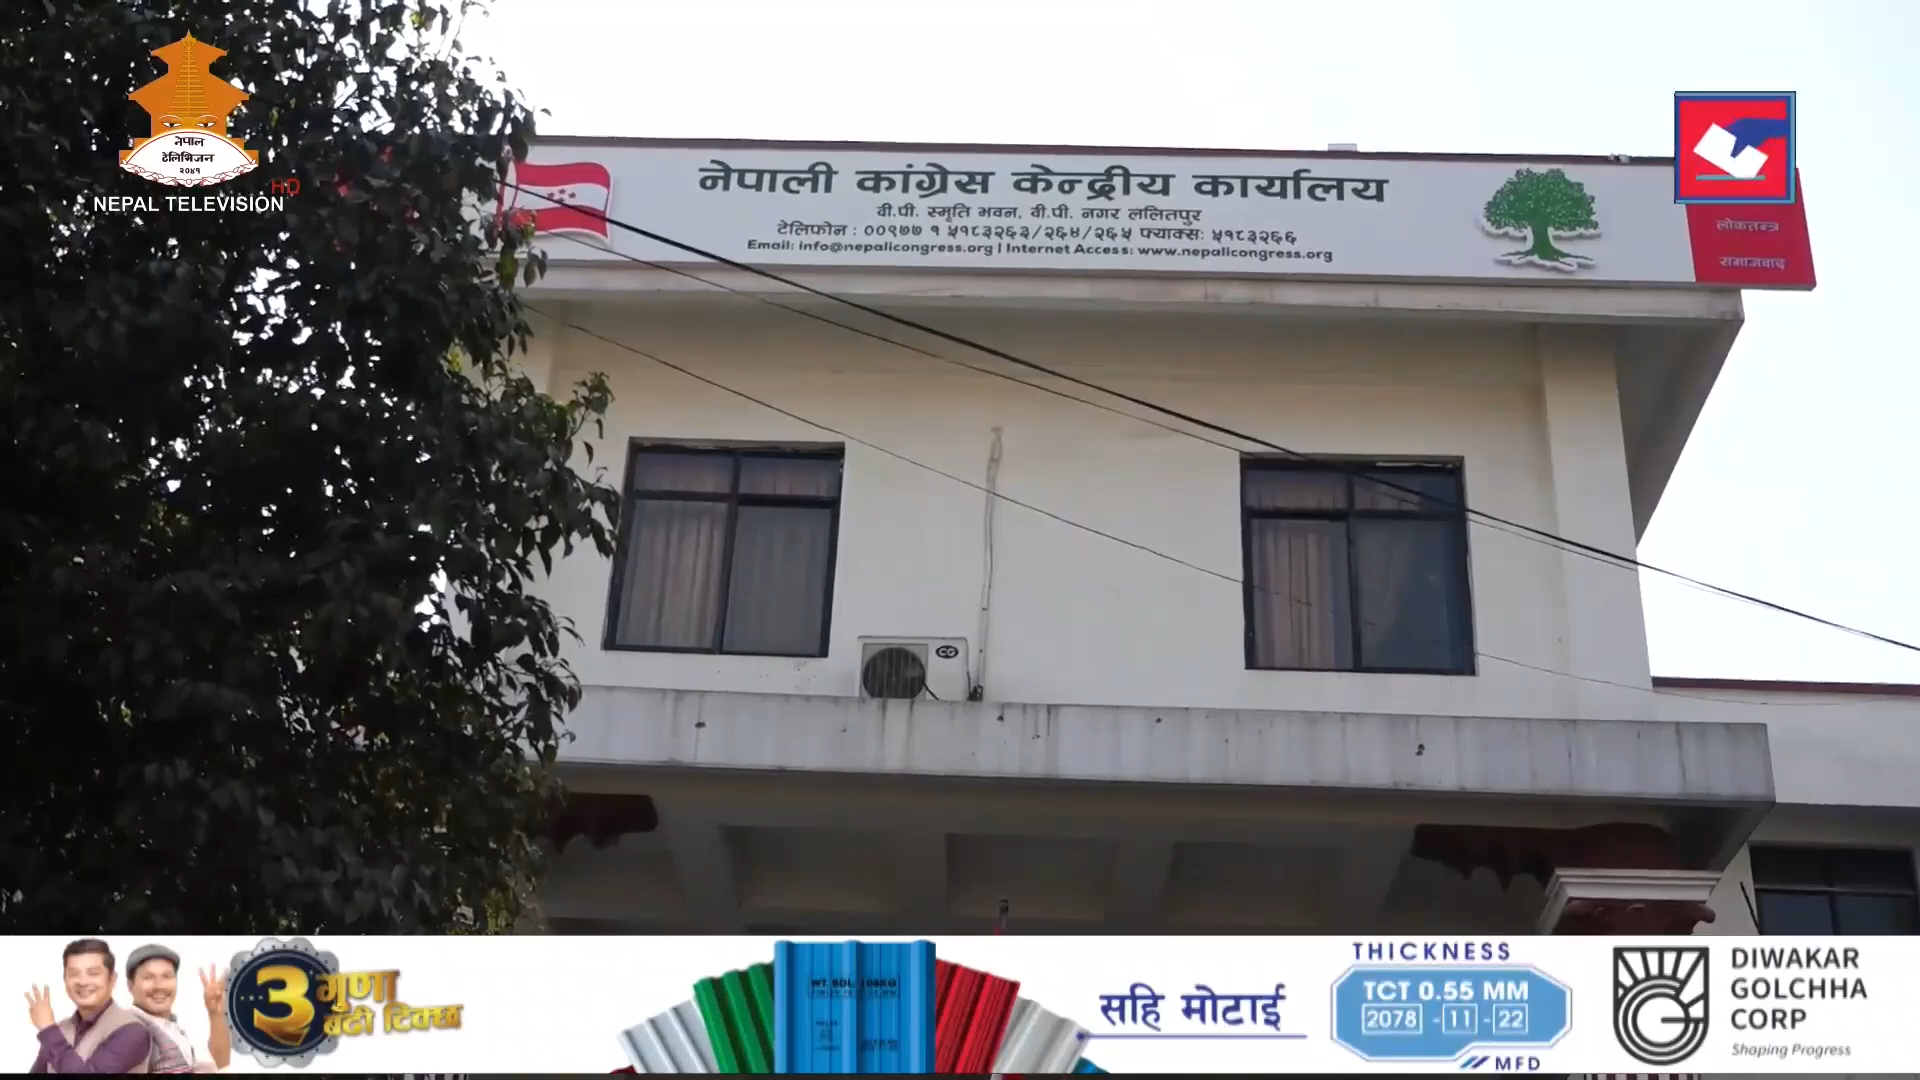 नेपाल
टेलिभिजन
२०४१
HD
NEPAL TELEVISION
नेपाली कांग्रेस केन्द्रीय कार्यालय
वी.पी. स्मृति भवन, वी.पी. नगर ललितपुर
टेलिफोन : ००९७७ १ ५१८३२६३/२६४/२६५ फ्याक्स: ५१८३२६६
Email: info@nepalicongress.org | Internet Access: www.nepalicongress.org
लोकतन्त्र
समाजवाद
CG
3 गुणा
बढी टिक्छ
सहि मोटाई
THICKNESS
TCT 0.55 MM
2078 - 11 - 22
MFD
DIWAKAR
GOLCHHA
CORP
Shaping Progress